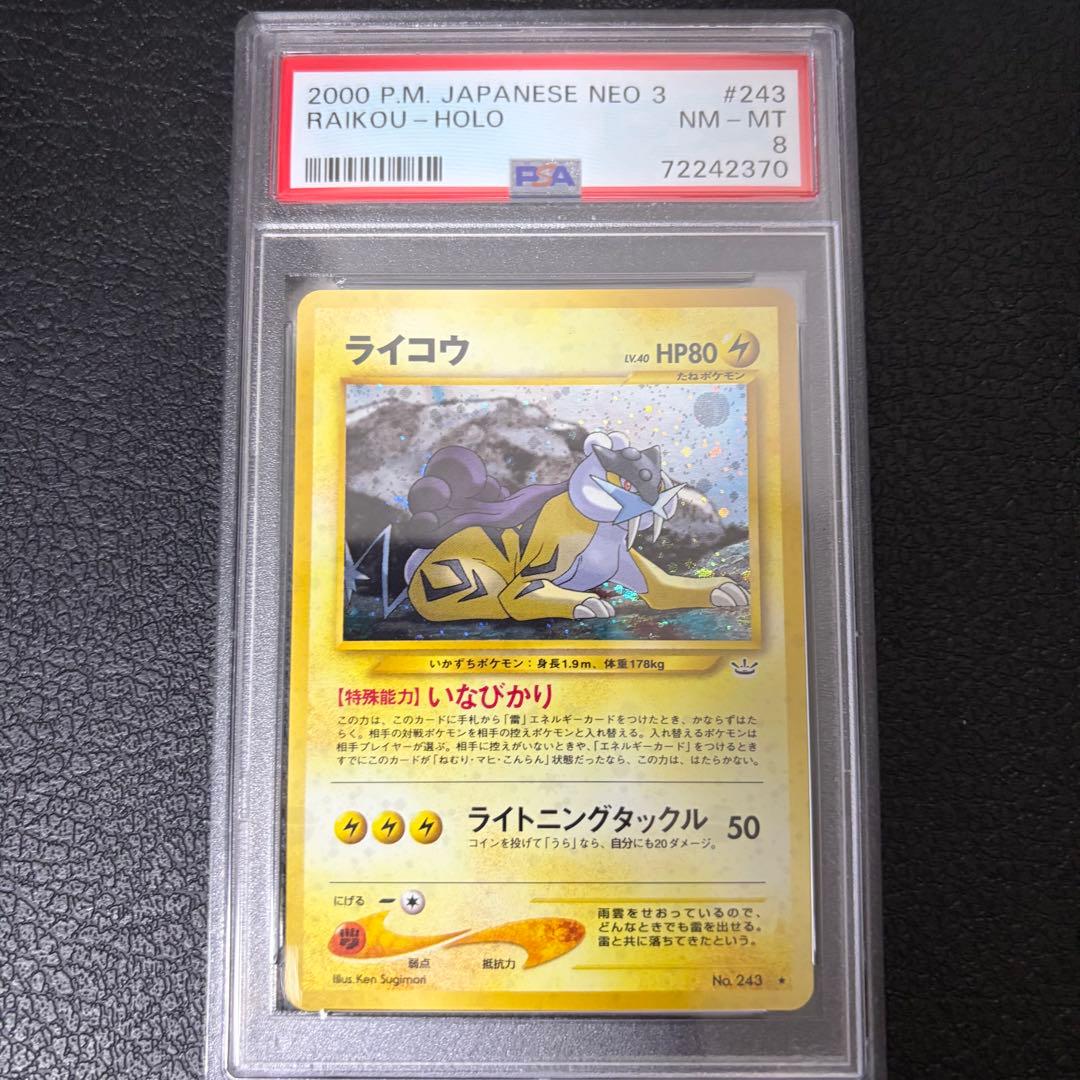 2000 P.M. JAPANESE NEO 3 #243
RAIKOU - HOLO NM - MT
8
PSA 72242370
ライコウ LV.40 HP80
たねポケモン
いかずちポケモン：身長1.9m、体重178kg
【特殊能力】いなびかり
この力は、このカードに手札から「雷」エネルギーカードをつけたとき、かならずはた
らく。相手の対戦ポケモンを相手の控えポケモンと入れ替える。入れ替えるポケモンは
相手プレイヤーが選ぶ。相手に控えがいないときや、「エネルギーカード」をつけるとき
すでにこのカードが「ねむり・マヒ・こんらん」状態だったなら、この力は、はたらかない。
ライトニングタックル 50
コインを投げて「うら」なら、自分にも20ダメージ。
にげる
弱点 抵抗力
雨雲をせおっているので、
どんなときでも雷を出せる。
雷と共に落ちてきたという。
Illus. Ken Sugimori No. 243 ★